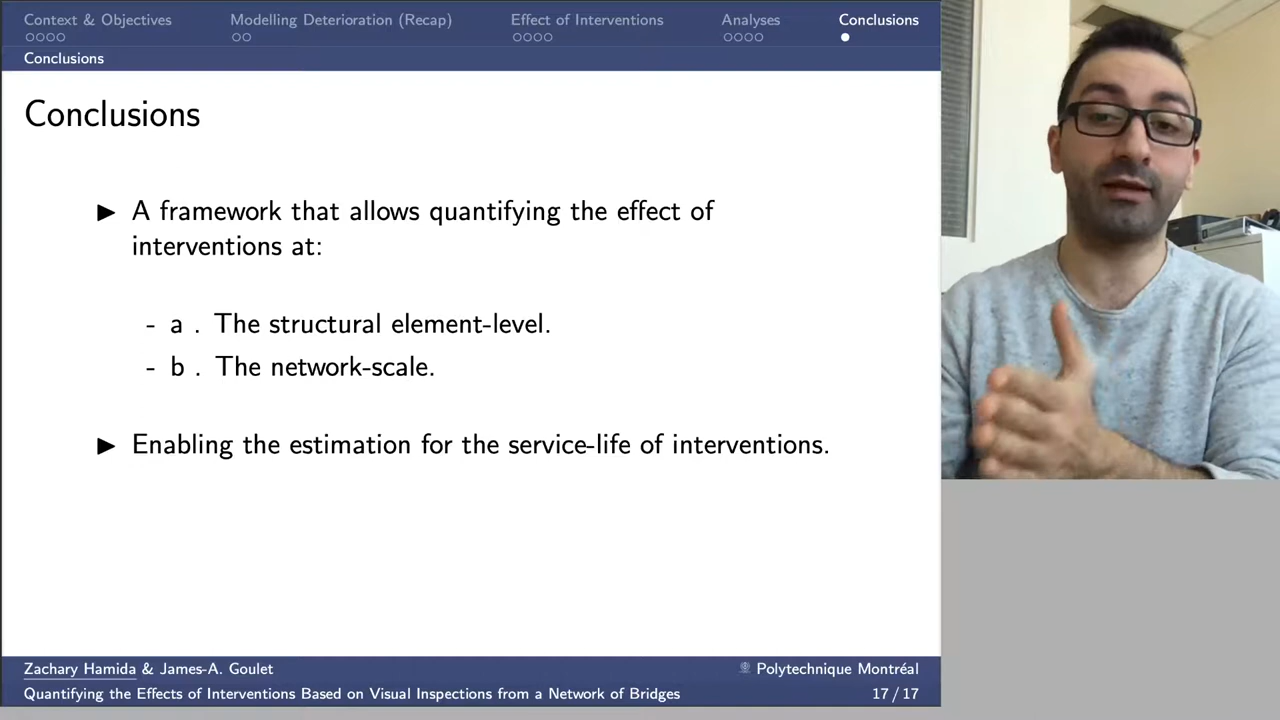 Context & Objectives
Modelling Deterioration (Recap)
Effect of Interventions
Analyses
Conclusions
Conclusions
Conclusions
A framework that allows quantifying the effect of
interventions at:
- a . The structural element-level.
- b . The network-scale.
Enabling the estimation for the service-life of interventions.
Zachary Hamida & James-A. Goulet
Polytechnique Montréal
Quantifying the Effects of Interventions Based on Visual Inspections from a Network of Bridges
17 / 17